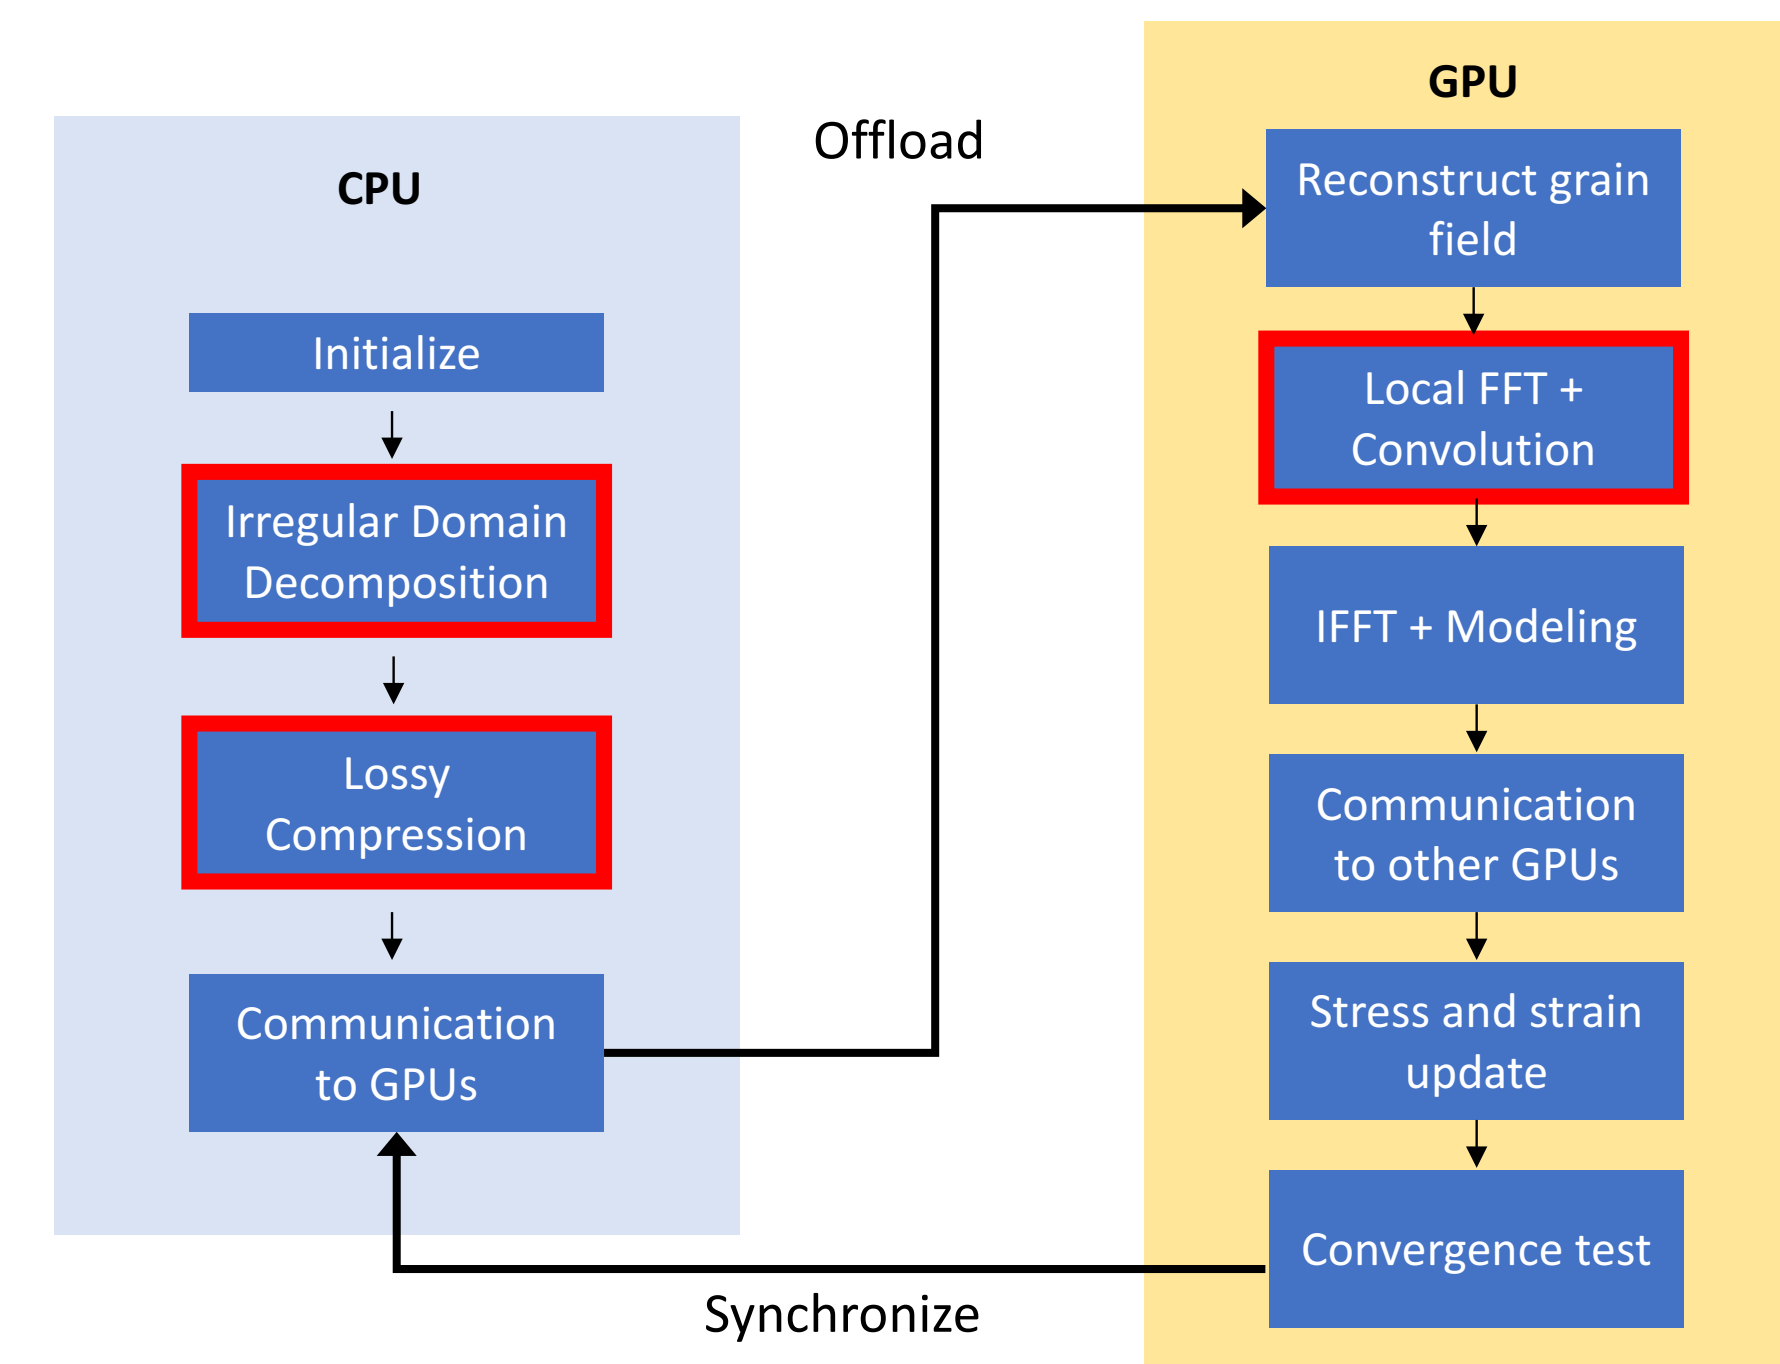 CPU
Initialize
Irregular Domain
Decomposition
Lossy
Compression
Communication
to GPUs
Offload
Synchronize
GPU
Reconstruct grain
field
Local FFT +
Convolution
IFFT + Modeling
Communication
to other GPUs
Stress and strain
update
Convergence test